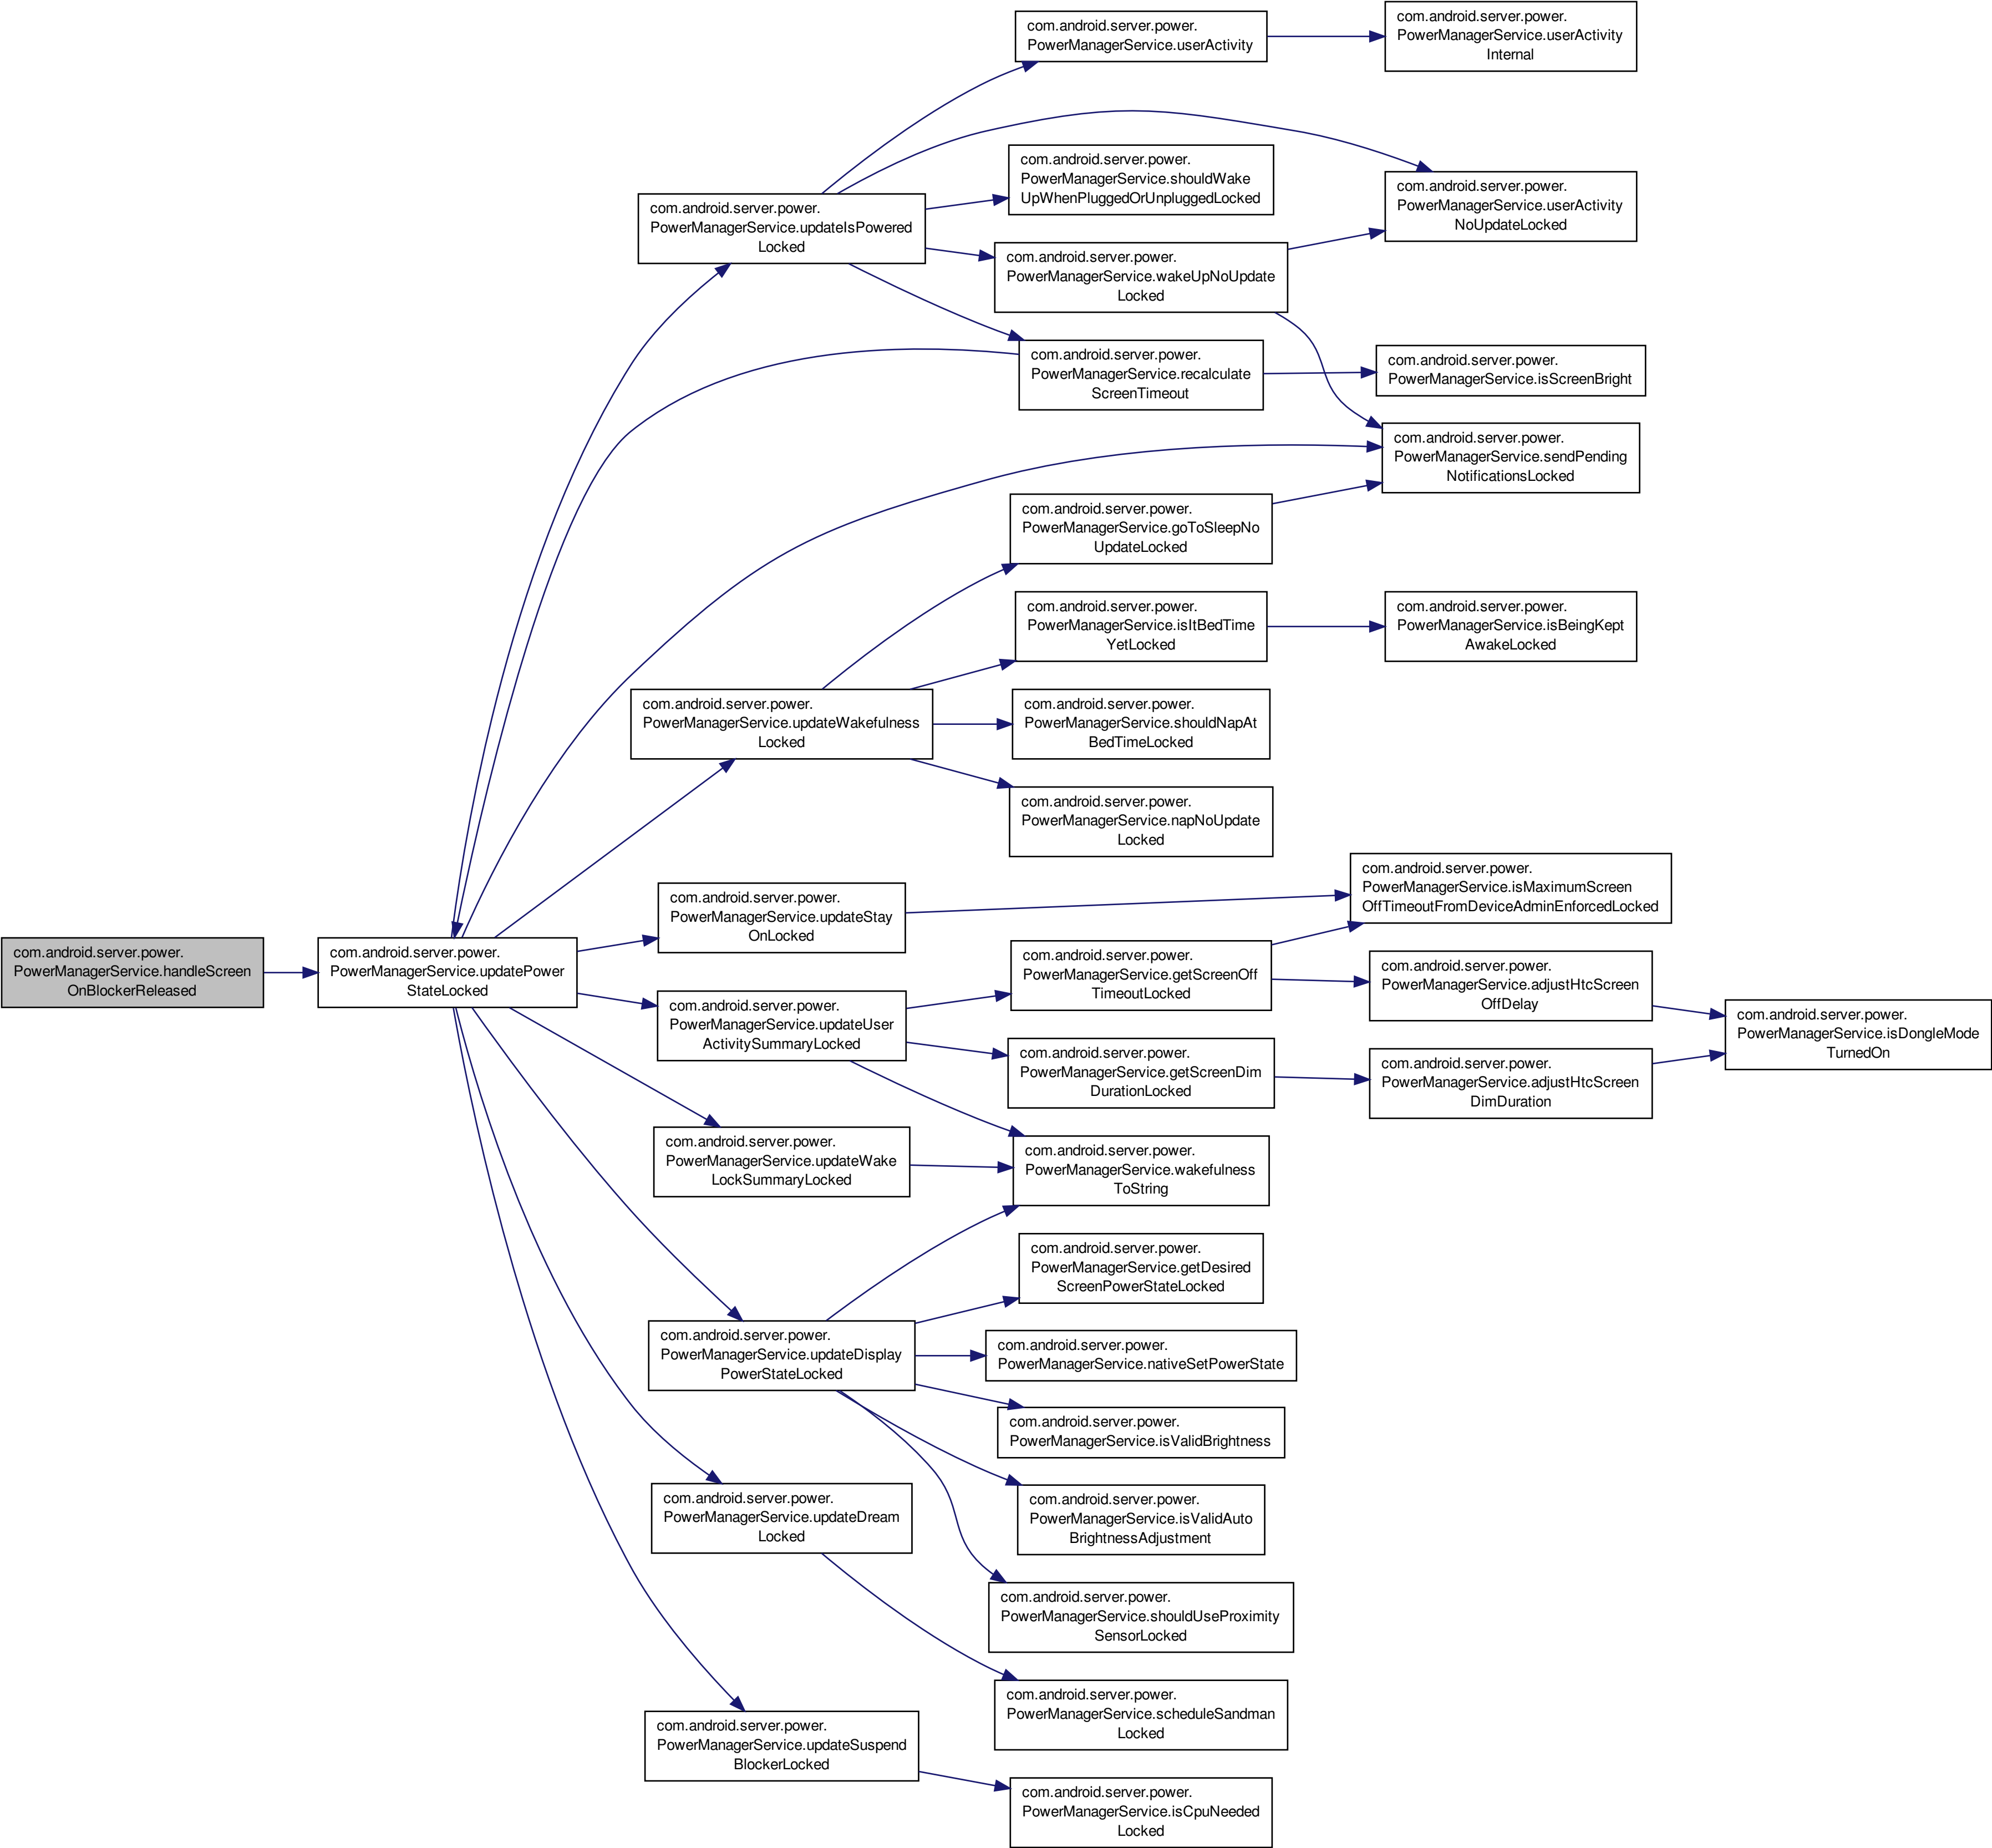 com.android.server.power.
PowerManagerService.handleScreen
OnBlockerReleased
com.android.server.power.
PowerManagerService.updatePower
StateLocked
com.android.server.power.
PowerManagerService.updateIsPowered
Locked
com.android.server.power.
PowerManagerService.updateWakefulness
Locked
com.android.server.power.
PowerManagerService.updateStay
OnLocked
com.android.server.power.
PowerManagerService.updateUser
ActivitySummaryLocked
com.android.server.power.
PowerManagerService.updateWake
LockSummaryLocked
com.android.server.power.
PowerManagerService.updateDisplay
PowerStateLocked
com.android.server.power.
PowerManagerService.updateDream
Locked
com.android.server.power.
PowerManagerService.updateSuspend
BlockerLocked
com.android.server.power.
PowerManagerService.userActivity
com.android.server.power.
PowerManagerService.shouldWake
UpWhenPluggedOrUnpluggedLocked
com.android.server.power.
PowerManagerService.wakeUpNoUpdate
Locked
com.android.server.power.
PowerManagerService.recalculate
ScreenTimeout
com.android.server.power.
PowerManagerService.goToSleepNo
UpdateLocked
com.android.server.power.
PowerManagerService.isItBedTime
YetLocked
com.android.server.power.
PowerManagerService.shouldNapAt
BedTimeLocked
com.android.server.power.
PowerManagerService.napNoUpdate
Locked
com.android.server.power.
PowerManagerService.getScreenOff
TimeoutLocked
com.android.server.power.
PowerManagerService.getScreenDim
DurationLocked
com.android.server.power.
PowerManagerService.wakefulness
ToString
com.android.server.power.
PowerManagerService.getDesired
ScreenPowerStateLocked
com.android.server.power.
PowerManagerService.nativeSetPowerState
com.android.server.power.
PowerManagerService.isValidBrightness
com.android.server.power.
PowerManagerService.isValidAuto
BrightnessAdjustment
com.android.server.power.
PowerManagerService.shouldUseProximity
SensorLocked
com.android.server.power.
PowerManagerService.scheduleSandman
Locked
com.android.server.power.
PowerManagerService.isCpuNeeded
Locked
com.android.server.power.
PowerManagerService.userActivity
Internal
com.android.server.power.
PowerManagerService.userActivity
NoUpdateLocked
com.android.server.power.
PowerManagerService.isScreenBright
com.android.server.power.
PowerManagerService.sendPending
NotificationsLocked
com.android.server.power.
PowerManagerService.isBeingKept
AwakeLocked
com.android.server.power.
PowerManagerService.isMaximumScreen
OffTimeoutFromDeviceAdminEnforcedLocked
com.android.server.power.
PowerManagerService.adjustHtcScreen
OffDelay
com.android.server.power.
PowerManagerService.adjustHtcScreen
DimDuration
com.android.server.power.
PowerManagerService.isDongleMode
TurnedOn